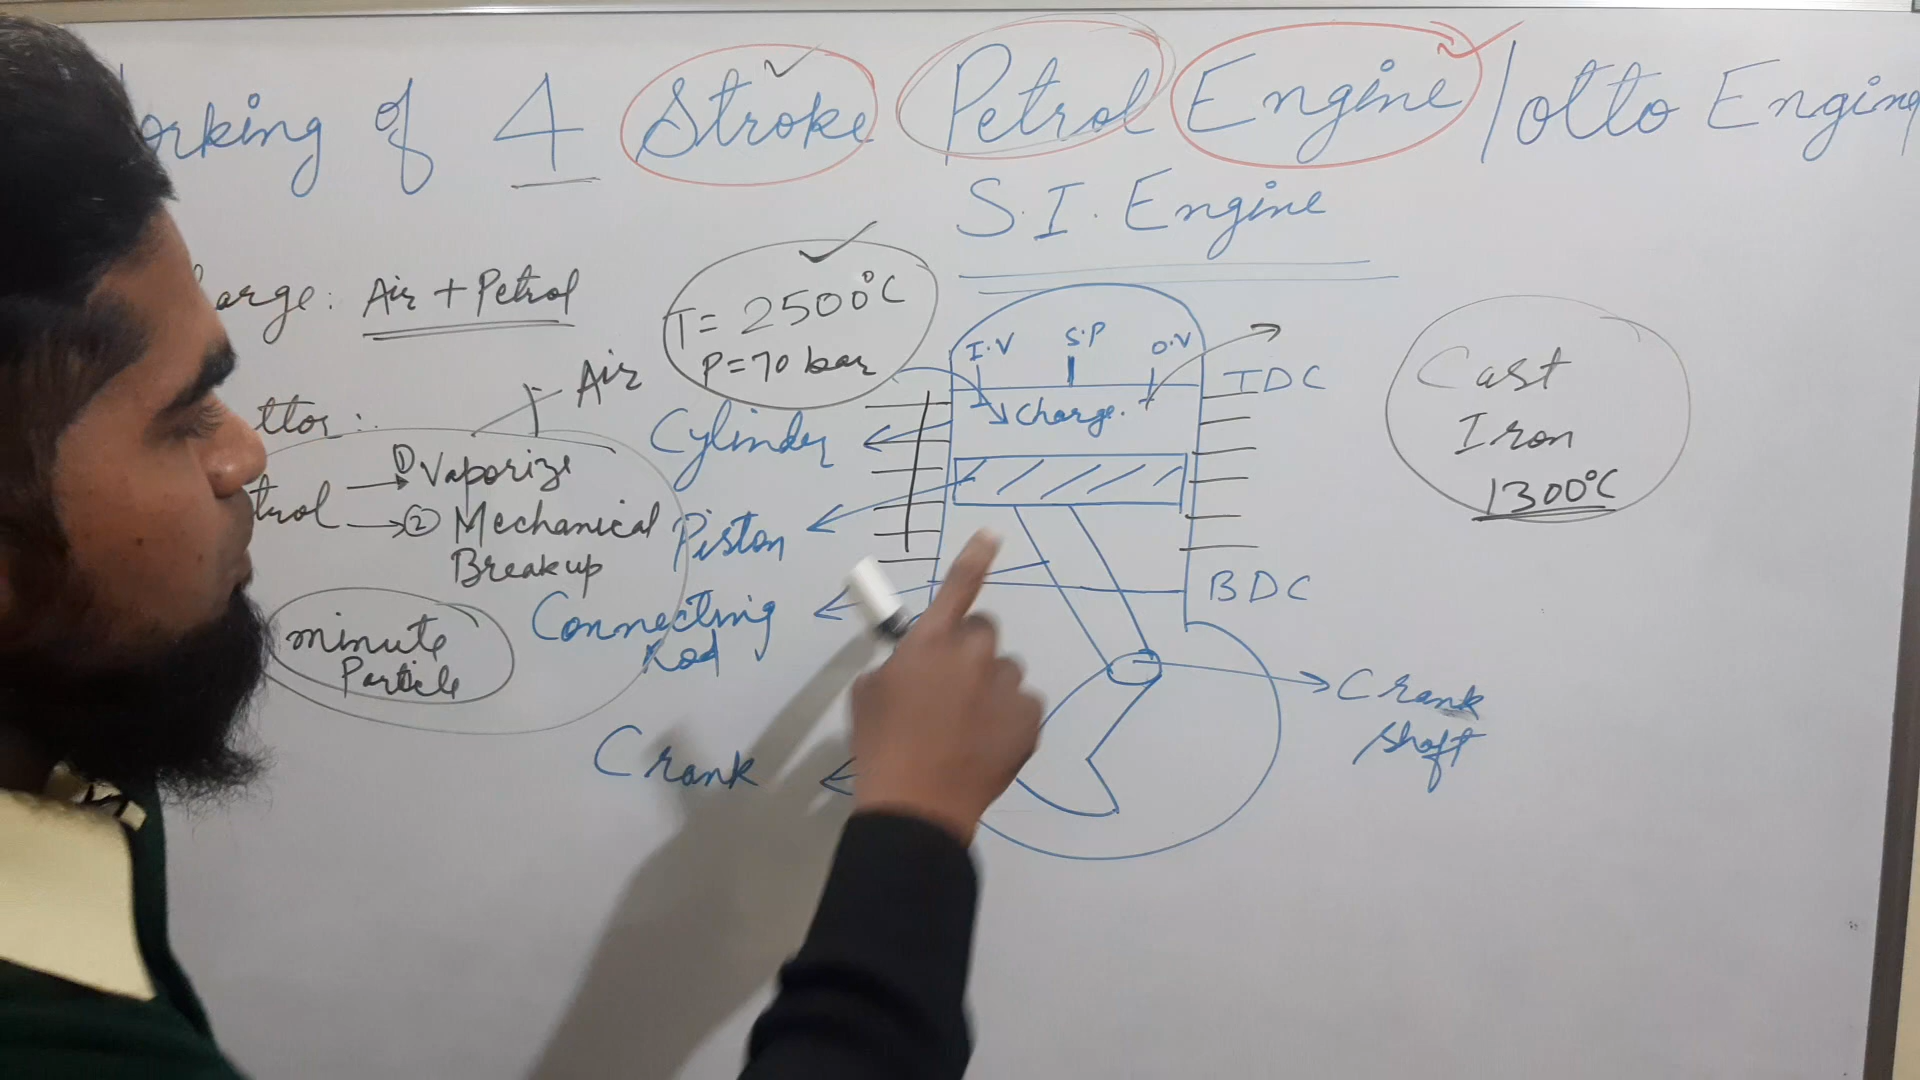 orking of 4 Stroke Petrol Engine / otto Engine
S.I. Engine
arge: Air + Petrol
T = 2500°C
P = 70 bar
I.V S.P O.V
Charge.
IDC
Cast
Iron
1300°C
Air
ttor:
Cylinder
trol
① Vaporize
② Mechanical
Breakup
Piston
BDC
minute
Particle
Connecting
Rod
Crank
Shaft
Crank